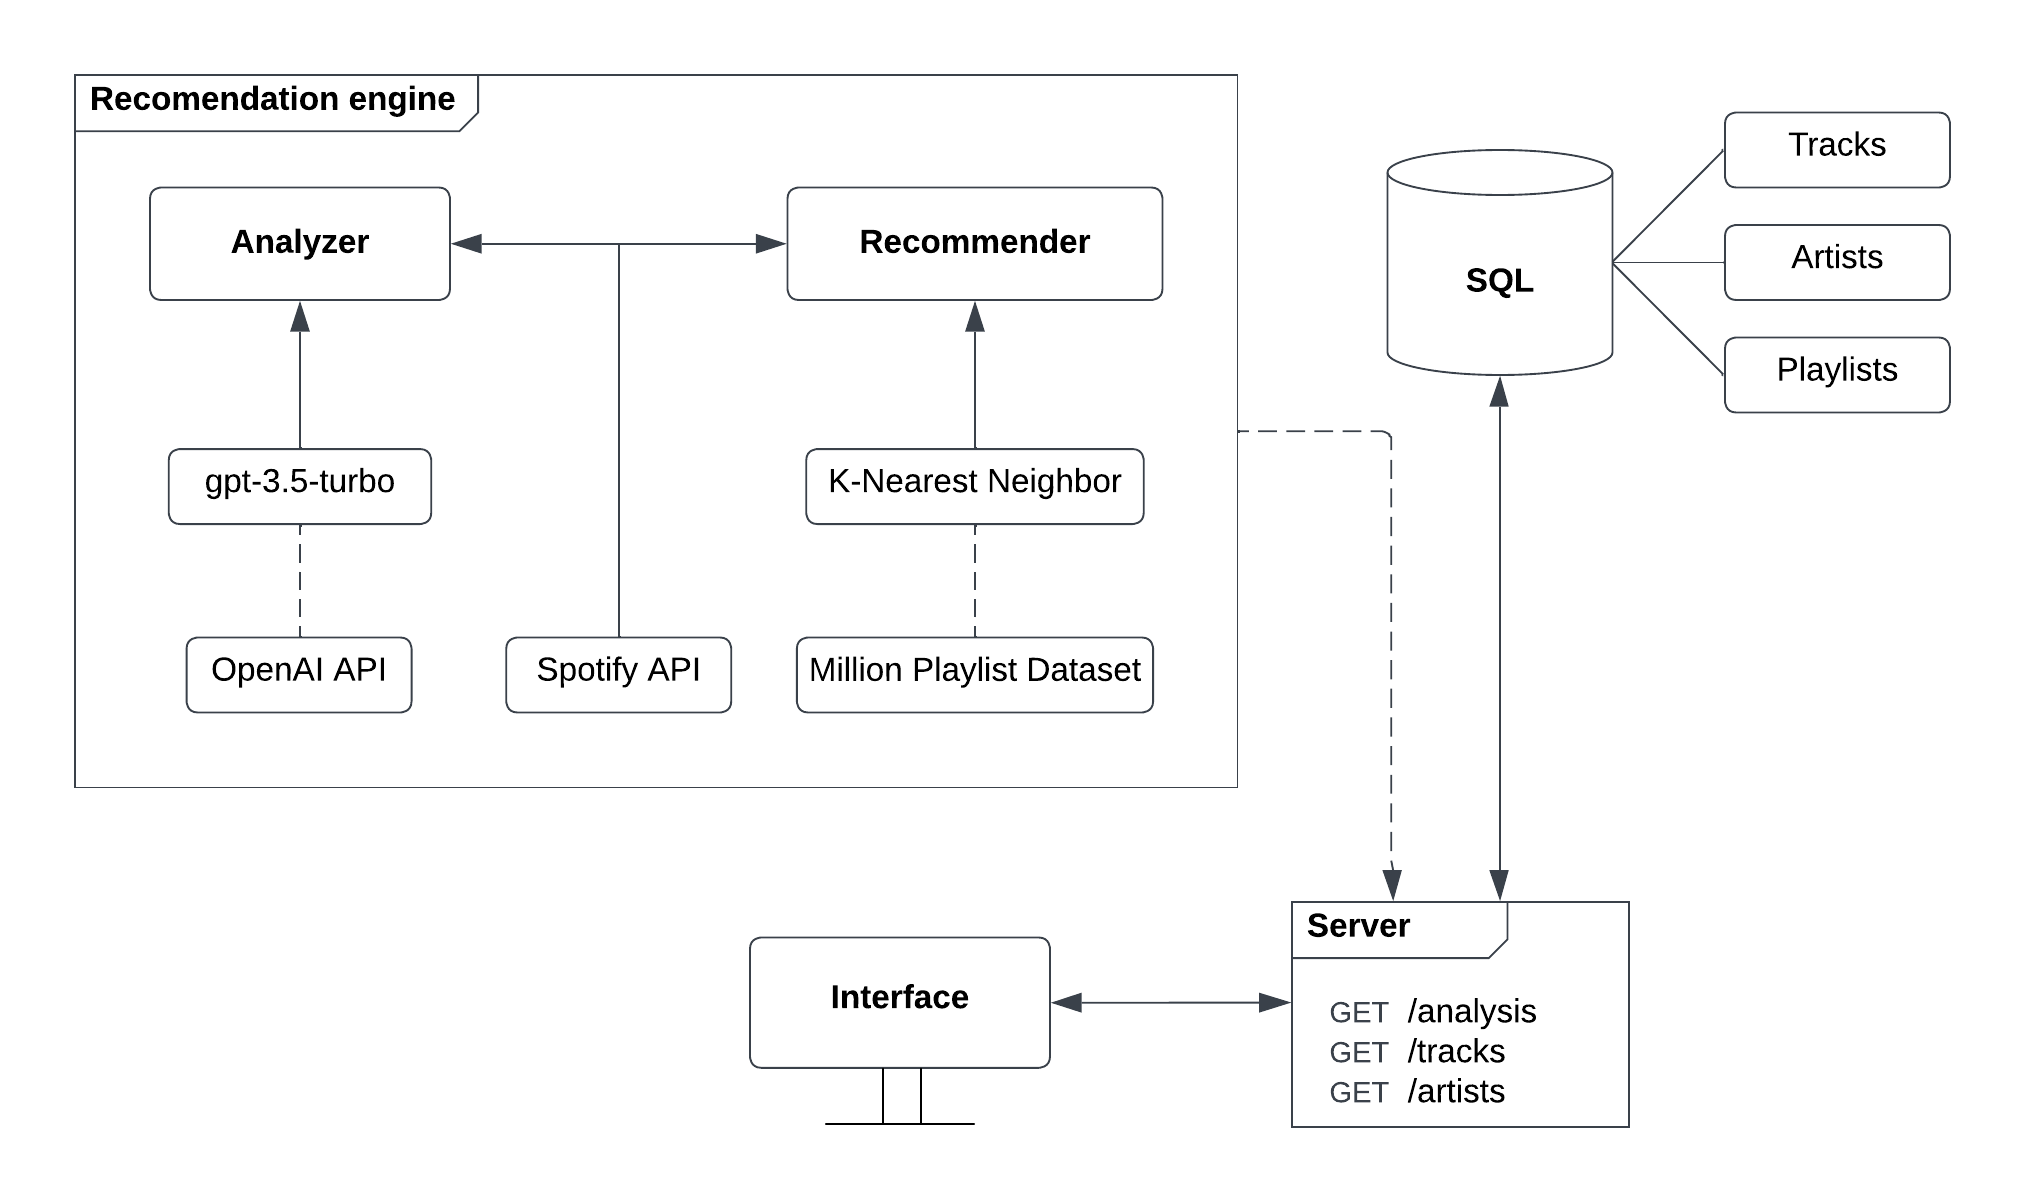 Recomendation engine
Analyzer
Recommender
gpt-3.5-turbo
K-Nearest Neighbor
OpenAI API
Spotify API
Million Playlist Dataset
SQL
Tracks
Artists
Playlists
Interface
Server
GET /analysis
GET /tracks
GET /artists